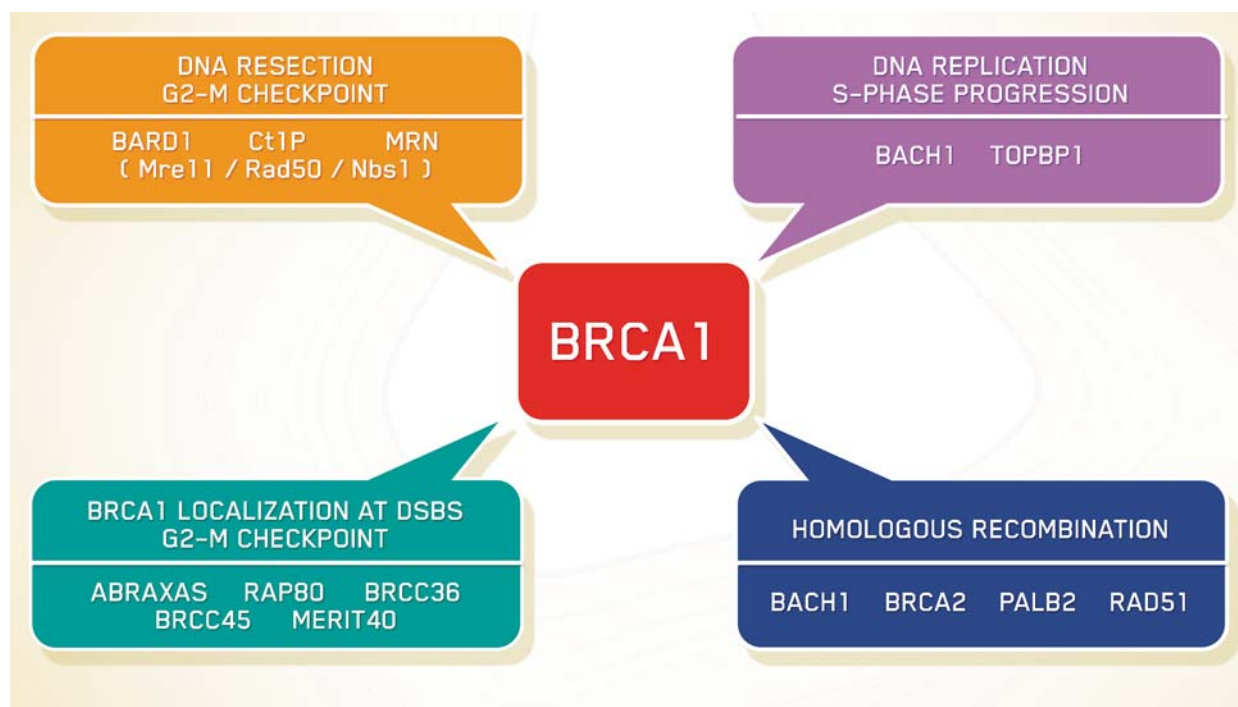 DNA RESECTION
G2-M CHECKPOINT
BARD1 Ct1P MRN
( Mre11 / Rad50 / Nbs1 )
DNA REPLICATION
S-PHASE PROGRESSION
BACH1 TOPBP1
BRCA1
BRCA1 LOCALIZATION AT DSBS
G2-M CHECKPOINT
ABRAXAS RAP80 BRCC36
BRCC45 MERIT40
HOMOLOGOUS RECOMBINATION
BACH1 BRCA2 PALB2 RAD51